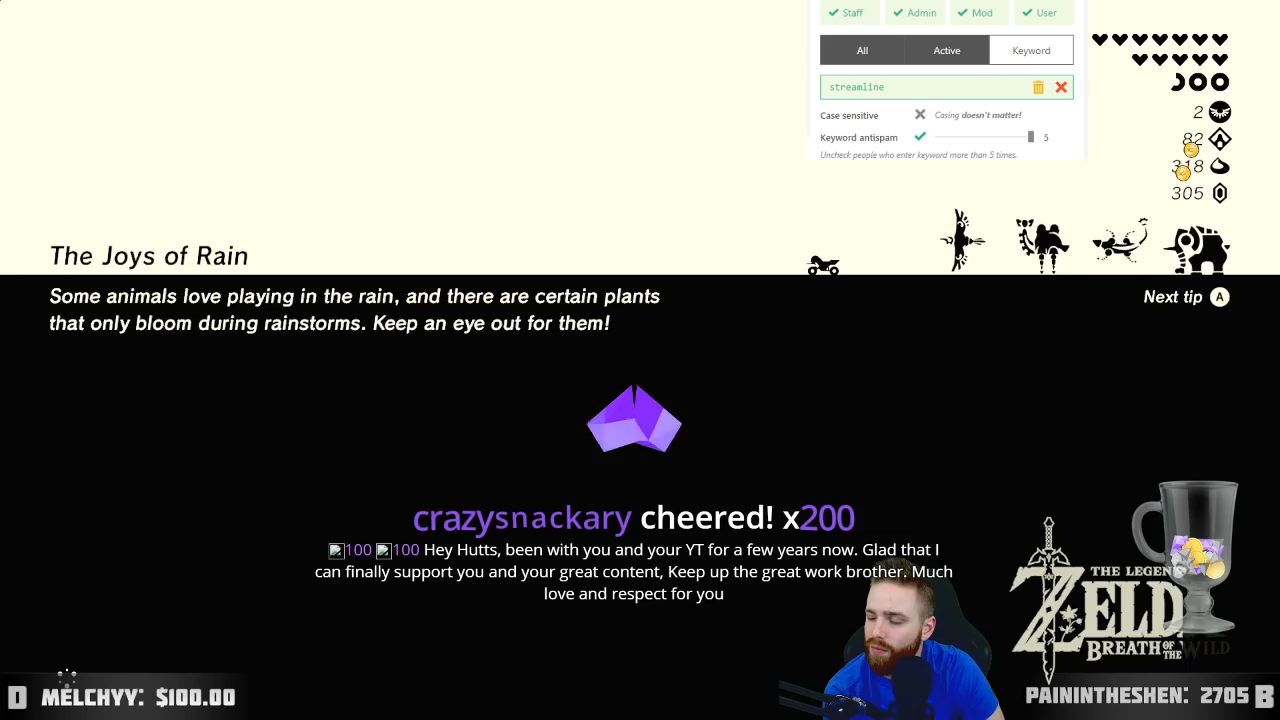 Staff
Admin
Mod
User
All
Active
Keyword
streamline
Case sensitive
Casing doesn't matter!
Keyword antispam
5
Uncheck people who enter keyword more than 5 times.
2
82
318
305
The Joys of Rain
Some animals love playing in the rain, and there are certain plants
that only bloom during rainstorms. Keep an eye out for them!
Next tip A
crazysnackary cheered! x200
100 100 Hey Hutts, been with you and your YT for a few years now. Glad that I
can finally support you and your great content, Keep up the great work brother. Much
love and respect for you
THE LEGEND
ZELD
BREATH OF THE WILD
D MELCHYY: $100.00
PAININTHESHEN: 2705 B